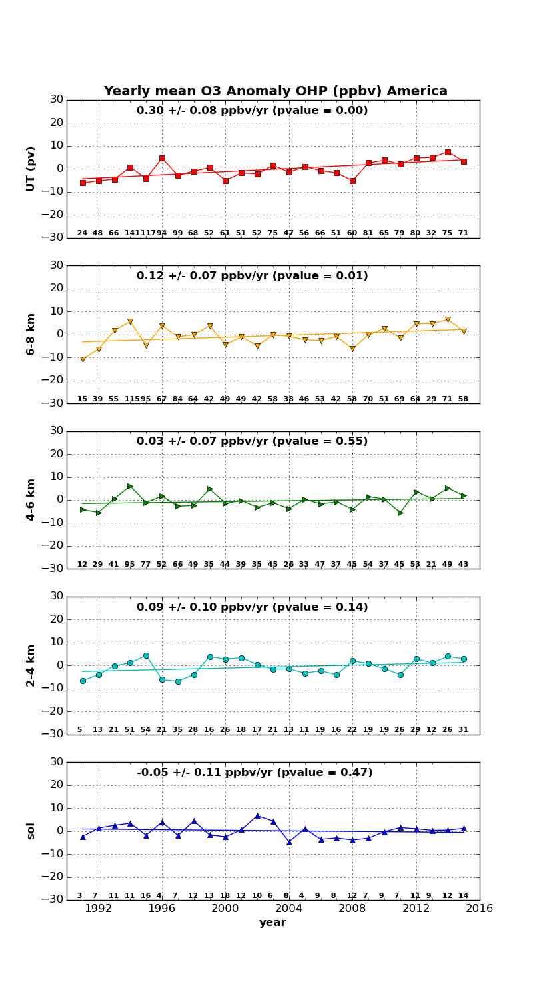 Yearly mean O3 Anomaly OHP (ppbv) America
30
0.30 +/- 0.08 ppbv/yr (pvalue = 0.00)
20
10
0
−10
−20
−30
UT (pv)
24 48 66 141 117 94 99 68 52 61 51 52 75 47 56 66 51 60 81 65 79 80 32 75 71
30
0.12 +/- 0.07 ppbv/yr (pvalue = 0.01)
20
10
0
−10
−20
−30
6-8 km
15 39 55 115 95 67 84 64 42 49 49 42 58 38 46 53 42 58 70 51 69 64 29 71 58
30
0.03 +/- 0.07 ppbv/yr (pvalue = 0.55)
20
10
0
−10
−20
−30
4-6 km
12 29 41 95 77 52 66 49 35 44 39 35 45 26 33 47 37 45 54 37 45 53 21 49 43
30
0.09 +/- 0.10 ppbv/yr (pvalue = 0.14)
20
10
0
−10
−20
−30
2-4 km
5 13 21 51 54 21 35 28 16 26 18 17 21 13 11 19 16 22 19 19 26 29 12 26 31
30
-0.05 +/- 0.11 ppbv/yr (pvalue = 0.47)
20
10
0
−10
−20
−30
sol
3 7 11 11 16 4 7 12 13 18 12 10 6 8 4 9 8 12 7 9 7 11 9 12 14
1992 1996 2000 2004 2008 2012 2016
year